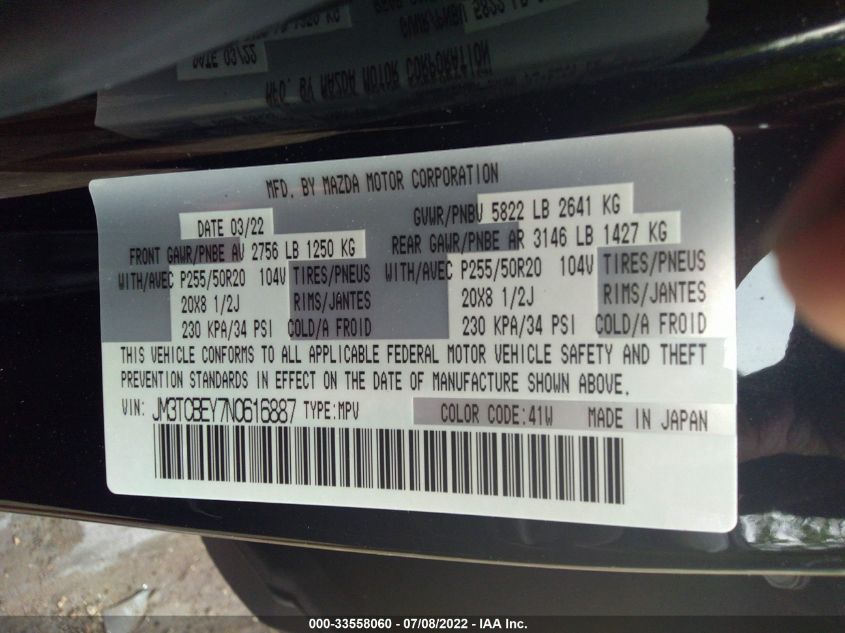 MFD. BY MAZDA MOTOR CORPORATION
DATE 03/22
GVWR/PNBV 5822 LB 2641 KG
FRONT GAWR/PNBE AV 2756 LB 1250 KG
REAR GAWR/PNBE AR 3146 LB 1427 KG
WITH/AVEC P255/50R20 104V TIRES/PNEUS
WITH/AVEC P255/50R20 104V TIRES/PNEUS
20X8 1/2J RIMS/JANTES
20X8 1/2J RIMS/JANTES
230 KPA/34 PSI COLD/A FROID
230 KPA/34 PSI COLD/A FROID
THIS VEHICLE CONFORMS TO ALL APPLICABLE FEDERAL MOTOR VEHICLE SAFETY AND THEFT
PREVENTION STANDARDS IN EFFECT ON THE DATE OF MANUFACTURE SHOWN ABOVE.
VIN: JM3TCBEY7N0616887 TYPE:MPV
COLOR CODE:41W MADE IN JAPAN
000-33558060 - 07/08/2022 - IAA Inc.